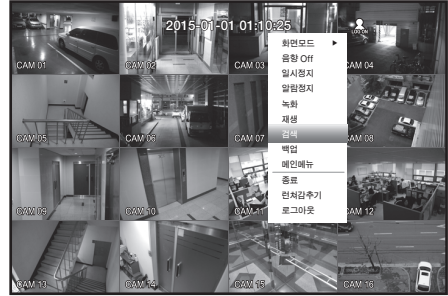 2015-01-01 01:10:25
LOG ON
CAM 01
CAM 02
CAM 03
CAM 04
화면모드 ▶
음향 Off
일시정지
알람정지
녹화
재생
검색
백업
메인메뉴
종료
런처감추기
로그아웃
CAM 05
CAM 06
CAM 07
CAM 08
CAM 09
CAM 10
CAM 11
CAM 12
CAM 13
CAM 14
CAM 15
CAM 16